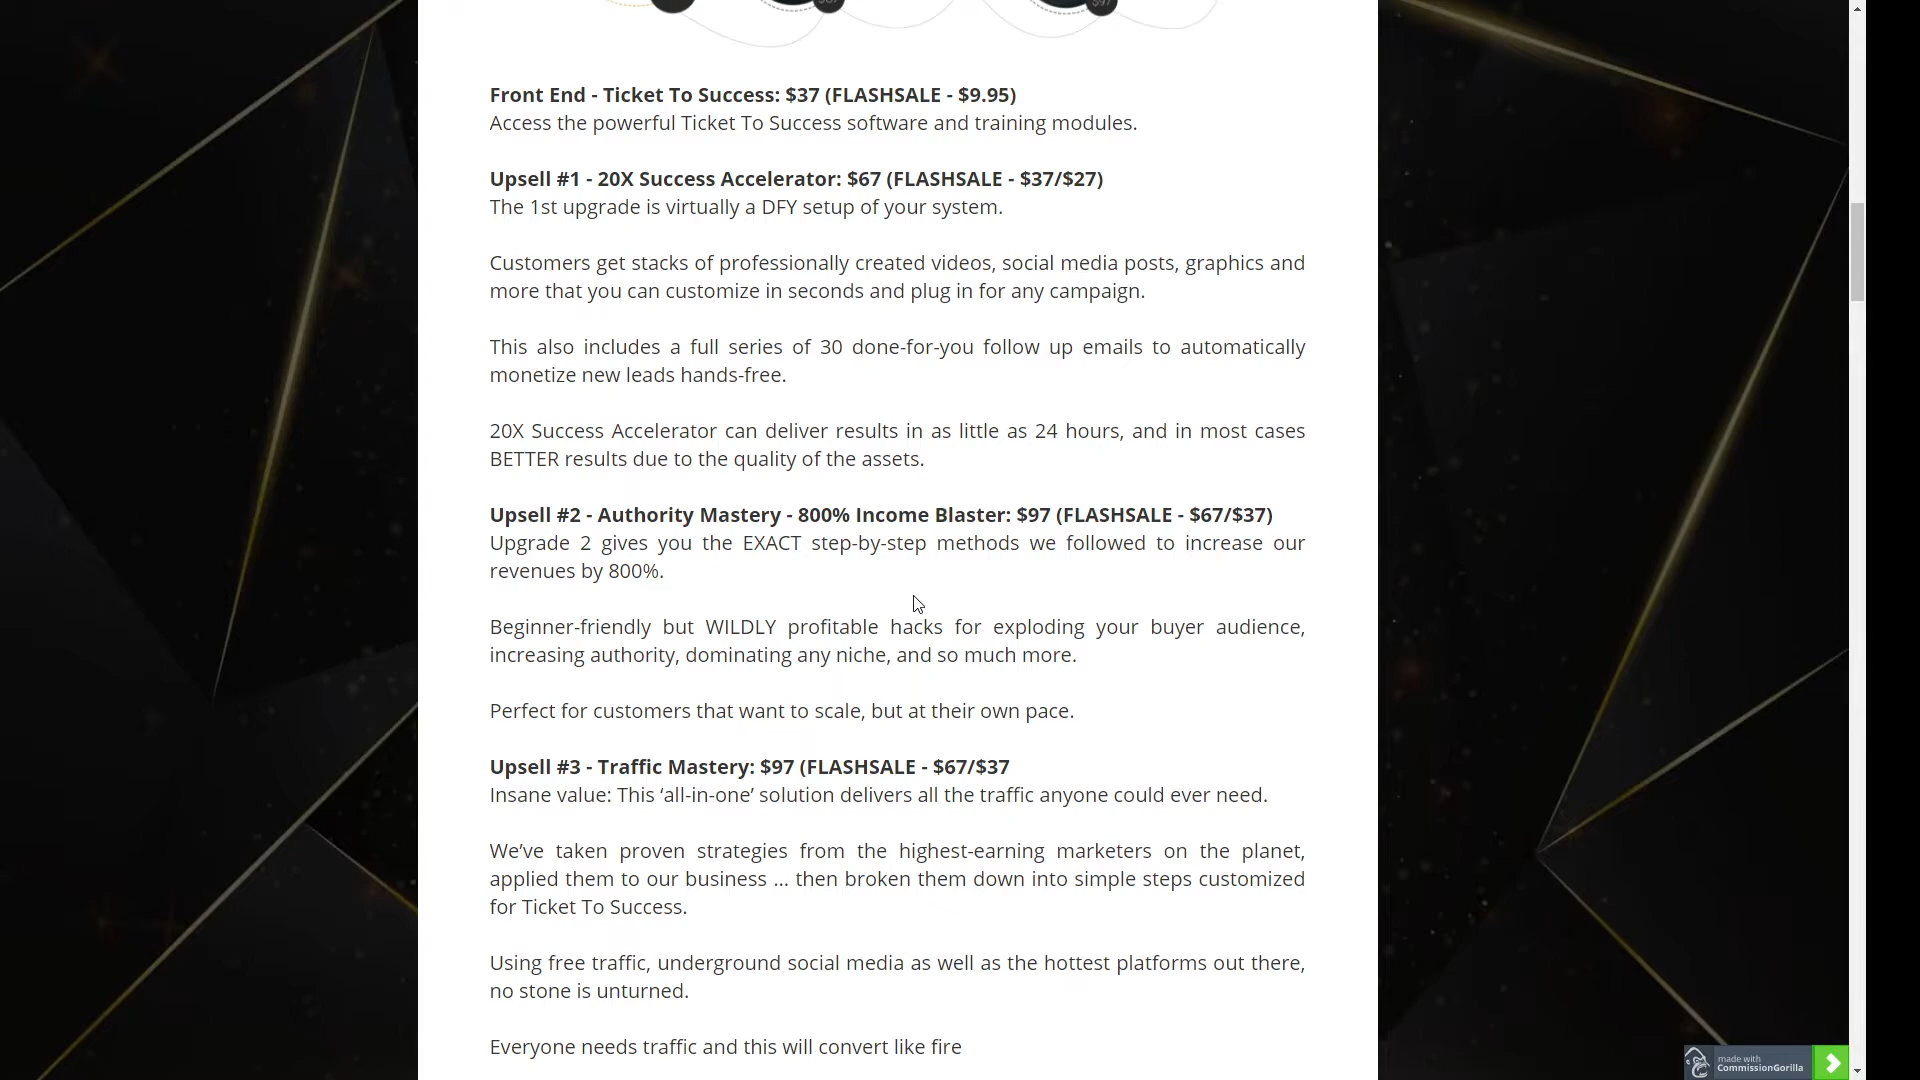 Front End - Ticket To Success: $37 (FLASHSALE - $9.95)
Access the powerful Ticket To Success software and training modules.
Upsell #1 - 20X Success Accelerator: $67 (FLASHSALE - $37/$27)
The 1st upgrade is virtually a DFY setup of your system.
Customers get stacks of professionally created videos, social media posts, graphics and
more that you can customize in seconds and plug in for any campaign.
This also includes a full series of 30 done-for-you follow up emails to automatically
monetize new leads hands-free.
20X Success Accelerator can deliver results in as little as 24 hours, and in most cases
BETTER results due to the quality of the assets.
Upsell #2 - Authority Mastery - 800% Income Blaster: $97 (FLASHSALE - $67/$37)
Upgrade 2 gives you the EXACT step-by-step methods we followed to increase our
revenues by 800%.
Beginner-friendly but WILDLY profitable hacks for exploding your buyer audience,
increasing authority, dominating any niche, and so much more.
Perfect for customers that want to scale, but at their own pace.
Upsell #3 - Traffic Mastery: $97 (FLASHSALE - $67/$37
Insane value: This ‘all-in-one’ solution delivers all the traffic anyone could ever need.
We’ve taken proven strategies from the highest-earning marketers on the planet,
applied them to our business ... then broken them down into simple steps customized
for Ticket To Success.
Using free traffic, underground social media as well as the hottest platforms out there,
no stone is unturned.
Everyone needs traffic and this will convert like fire
made with
CommissionGorilla